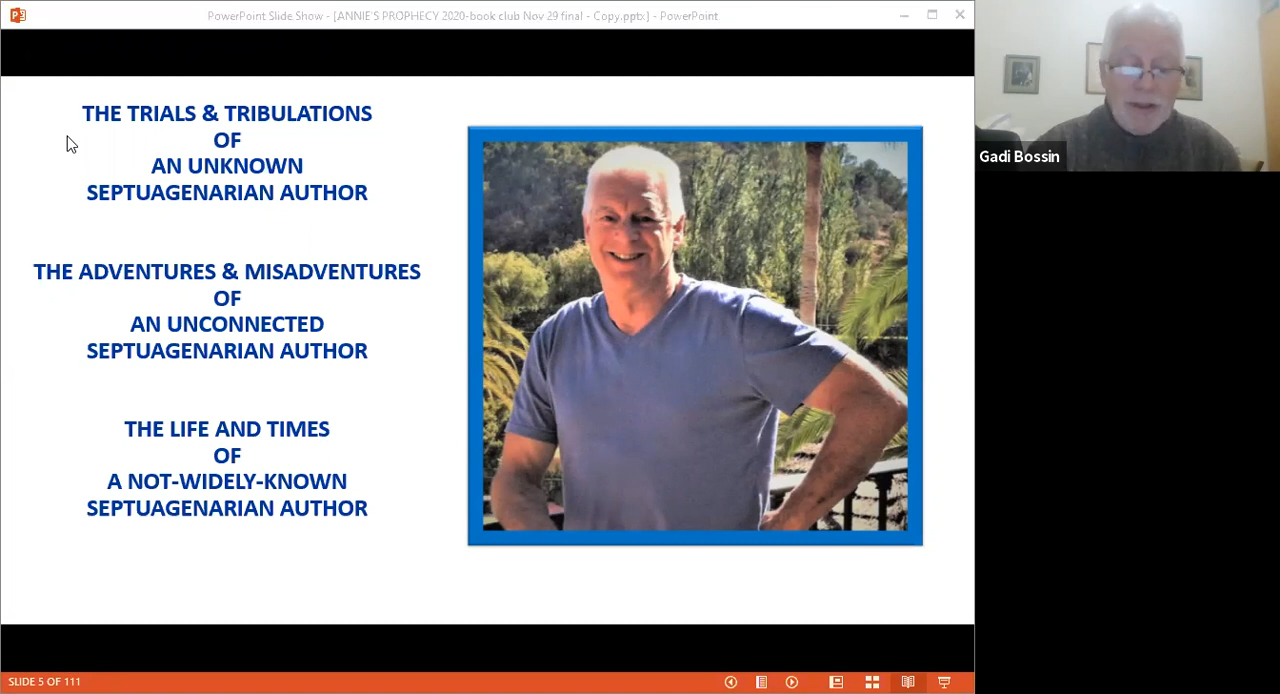 PowerPoint Slide Show - [ANNIE'S PROPHECY 2020-book club Nov 29 final - Copy.pptx] - PowerPoint
THE TRIALS & TRIBULATIONS
OF
AN UNKNOWN
SEPTUAGENARIAN AUTHOR
THE ADVENTURES & MISADVENTURES
OF
AN UNCONNECTED
SEPTUAGENARIAN AUTHOR
THE LIFE AND TIMES
OF
A NOT-WIDELY-KNOWN
SEPTUAGENARIAN AUTHOR
Gadi Bossin
SLIDE 5 OF 111